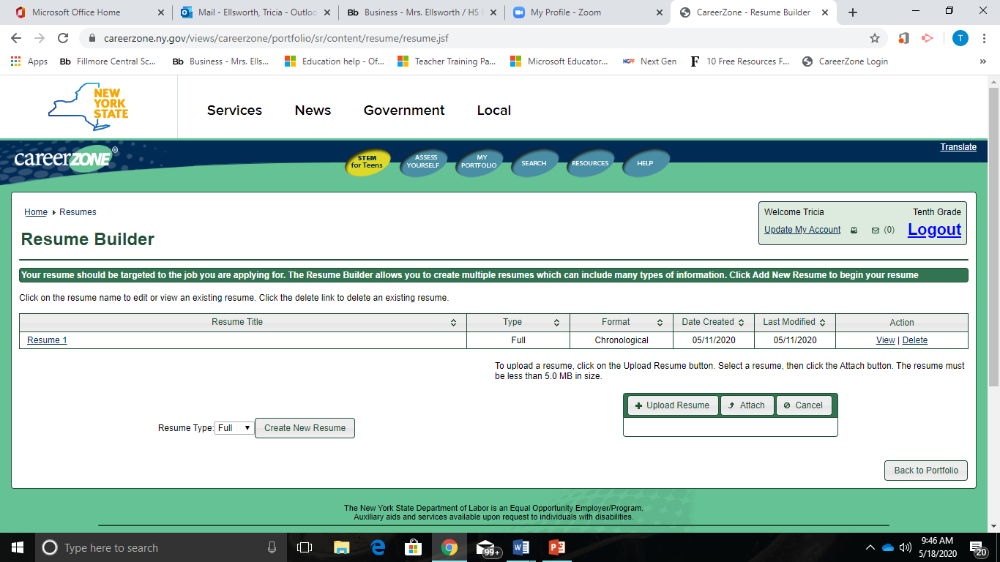 Microsoft Office Home
Mail - Ellsworth, Tricia - Outloo
Bb Business - Mrs. Ellsworth / HS E
My Profile - Zoom
CareerZone - Resume Builder
careerzone.ny.gov/views/careerzone/portfolio/sr/content/resume/resume.jsf
T
Apps
Bb Fillmore Central Sc...
Bb Business - Mrs. Ells...
Education help - Of...
Teacher Training Pa...
Microsoft Educator...
NGPF Next Gen
F 10 Free Resources F...
CareerZone Login
»
NEW
YORK
STATE
Services
News
Government
Local
Translate
careerZONE®
STEM
for Teens
ASSESS
YOURSELF
MY
PORTFOLIO
SEARCH
RESOURCES
HELP
Home Resumes
Welcome Tricia Tenth Grade
Update My Account (0) Logout
Resume Builder
Your resume should be targeted to the job you are applying for. The Resume Builder allows you to create multiple resumes which can include many types of information. Click Add New Resume to begin your resume
Click on the resume name to edit or view an existing resume. Click the delete link to delete an existing resume.
Resume Title Type Format Date Created Last Modified Action
Resume 1 Full Chronological 05/11/2020 05/11/2020 View | Delete
To upload a resume, click on the Upload Resume button. Select a resume, then click the Attach button. The resume must
be less than 5.0 MB in size.
Upload Resume Attach Cancel
Resume Type: Full Create New Resume
Back to Portfolio
The New York State Department of Labor is an Equal Opportunity Employer/Program.
Auxiliary aids and services available upon request to individuals with disabilities.
Type here to search
99+
9:46 AM
5/18/2020
20